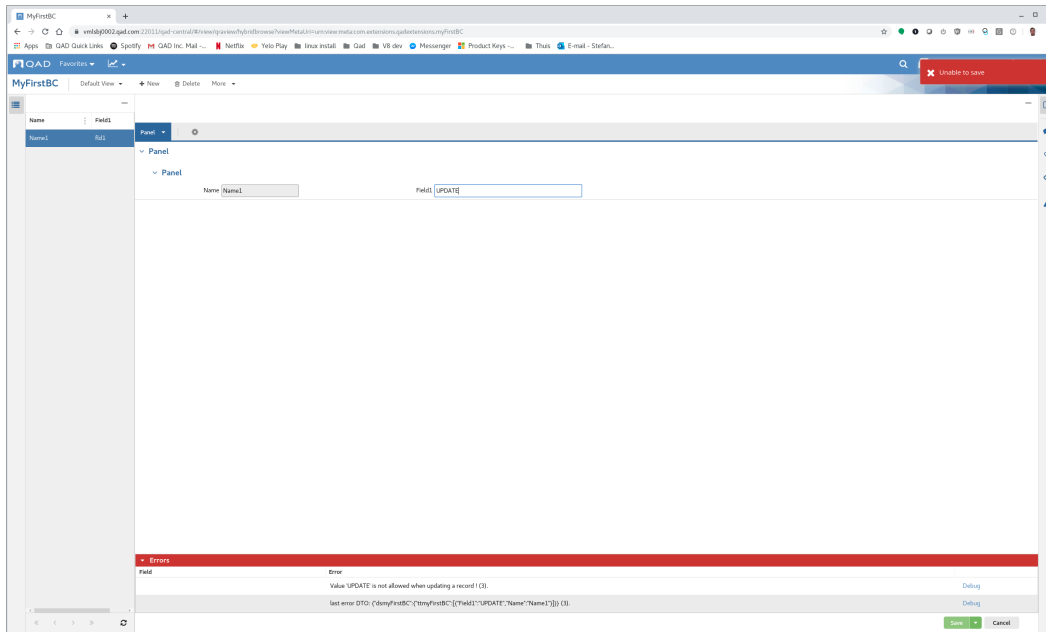 MyFirstBC
vmlsbj0002.qad.com:22011/qad-central/#/view/qraview/hybridbrowse?viewMetaUri=urn:view:meta:com.extensions.qadextensions.myFirstBC
Apps QAD Quick Links Spotify QAD Inc. Mail -... Netflix Yelo Play linux install Qad V8 dev Messenger Product Keys -... Thuis E-mail - Stefan...
QAD Favorites
Unable to save
MyFirstBC Default View New Delete More
Name Field1
Name1 fld1
Panel
Panel
Panel
Name Name1 Field1 UPDATE
Errors
Field Error
Value 'UPDATE' is not allowed when updating a record ! (3). Debug
last error DTO: {"dsmyFirstBC":{"ttmyFirstBC":[{"Field1":"UPDATE","Name":"Name1"}]}} (3). Debug
Save Cancel